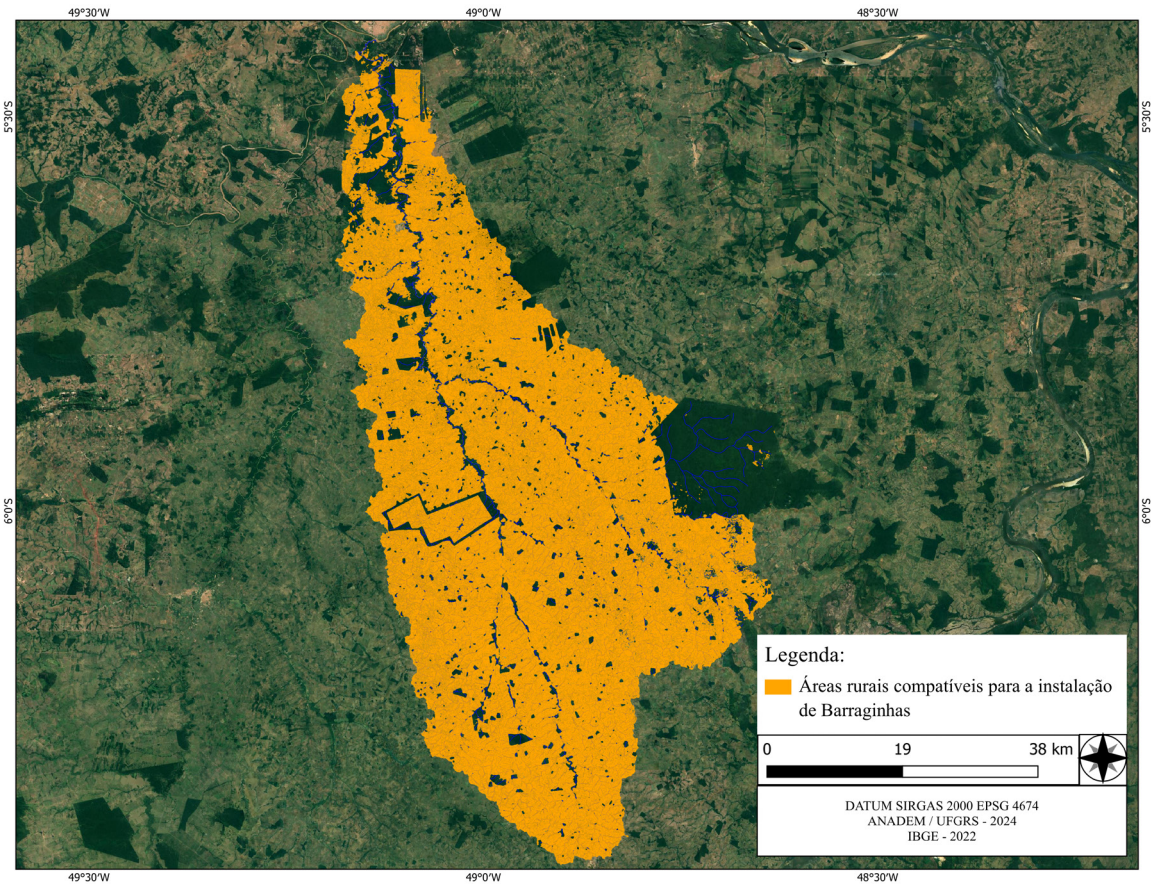 49°30'W 49°0'W 48°30'W
5°30'S 5°30'S
6°0'S 6°0'S
Legenda:
Áreas rurais compatíveis para a instalação
de Barraginhas
0 19 38 km
DATUM SIRGAS 2000 EPSG 4674
ANADEM / UFGRS - 2024
IBGE - 2022
49°30'W 49°0'W 48°30'W